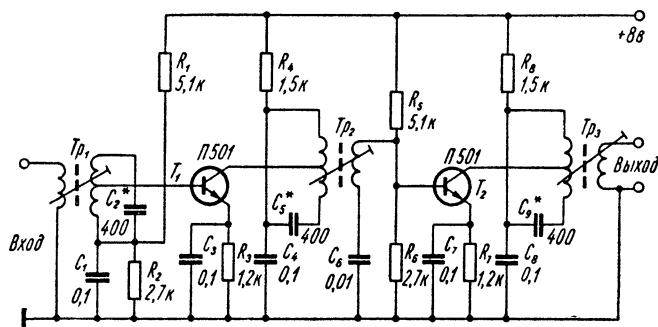 +8в
R₁
5,1к
R₄
1,5к
R₅
5,1к
R₈
1,5к
Тр₁
П501
Т₁
Тр₂
П501
Т₂
Тр₃
Выход
Вход
C₂*
400
C₅*
400
C₉*
400
C₁
0,1
R₂
2,7к
C₃
0,1
R₃
1,2к
C₄
0,1
C₆
0,01
R₆
2,7к
C₇
0,1
R₇
1,2к
C₈
0,1